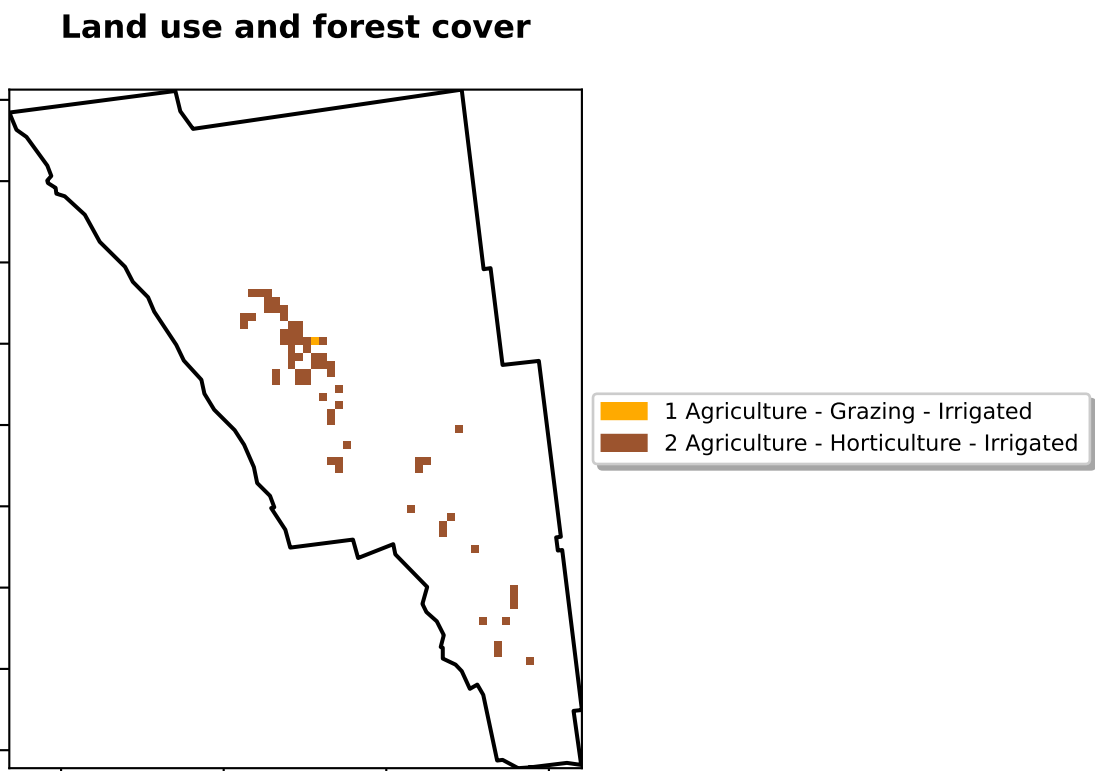 Land use and forest cover
1 Agriculture - Grazing - Irrigated
2 Agriculture - Horticulture - Irrigated